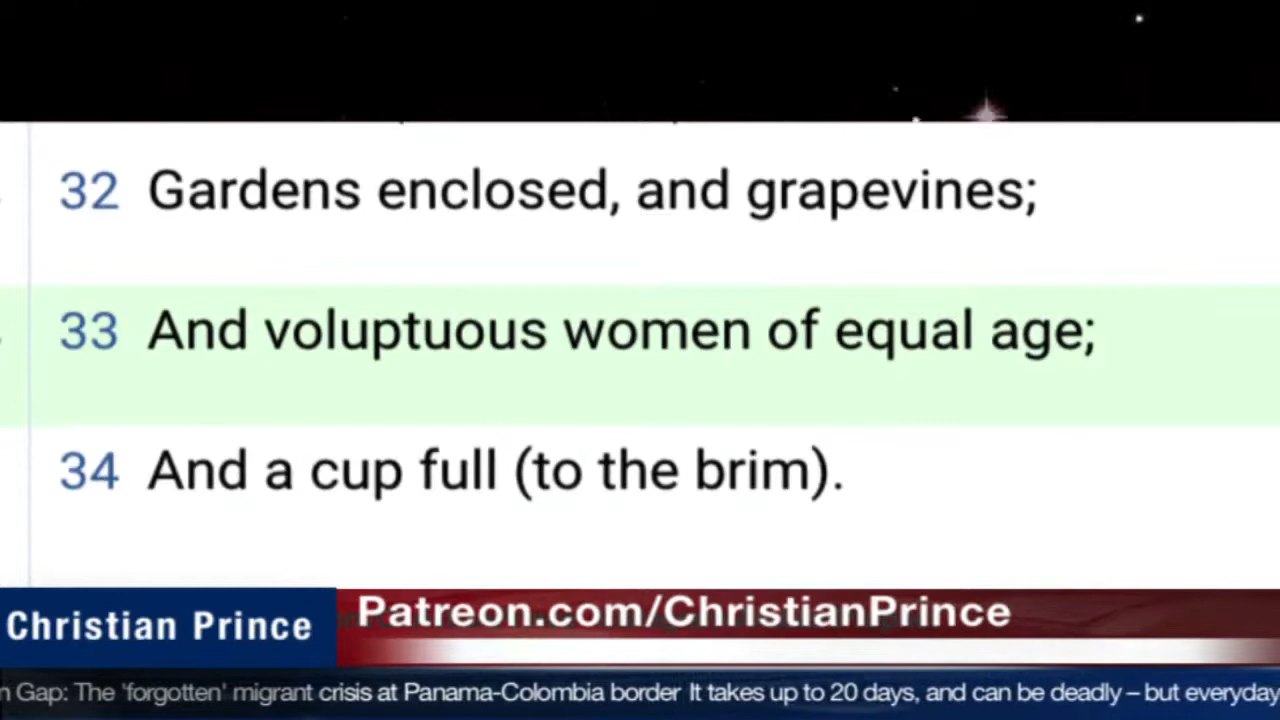 32 Gardens enclosed, and grapevines;
33 And voluptuous women of equal age;
34 And a cup full (to the brim).
Patreon.com/ChristianPrince
Christian Prince
n Gap: The 'forgotten' migrant crisis at Panama-Colombia border It takes up to 20 days, and can be deadly – but everyday